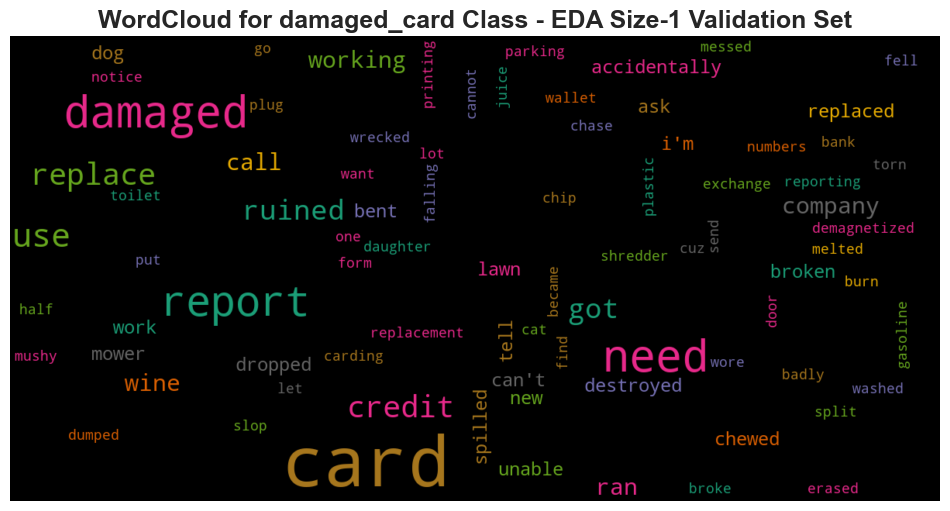 WordCloud for damaged_card Class - EDA Size-1 Validation Set
dog
go
working
printing
parking
messed
notice
cannot
juice
accidentally
fell
damaged
plug
wallet
ask
replaced
wrecked
chase
i'm
numbers
bank
replace
call
lot
want
falling
plastic
torn
toilet
chip
exchange
reporting
ruined
bent
company
use
one
daughter
send
demagnetized
put
form
cuz
melted
lawn
shredder
broken
burn
half
report
became
got
door
gasoline
work
replacement
tell
cat
mushy
mower
carding
find
need
wore
dropped
wine
let
can't
destroyed
badly
washed
credit
new
dumped
slop
spilled
split
chewed
card
unable
ran
broke
erased